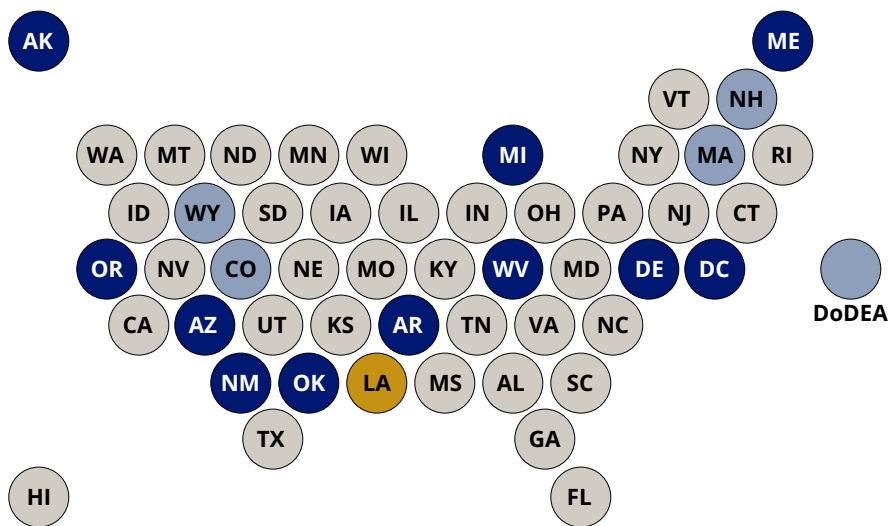 AK ME
VT NH
WA MT ND MN WI MI NY MA RI
ID WY SD IA IL IN OH PA NJ CT
OR NV CO NE MO KY WV MD DE DC
DoDEA
CA AZ UT KS AR TN VA NC
NM OK LA MS AL SC
TX GA
HI FL